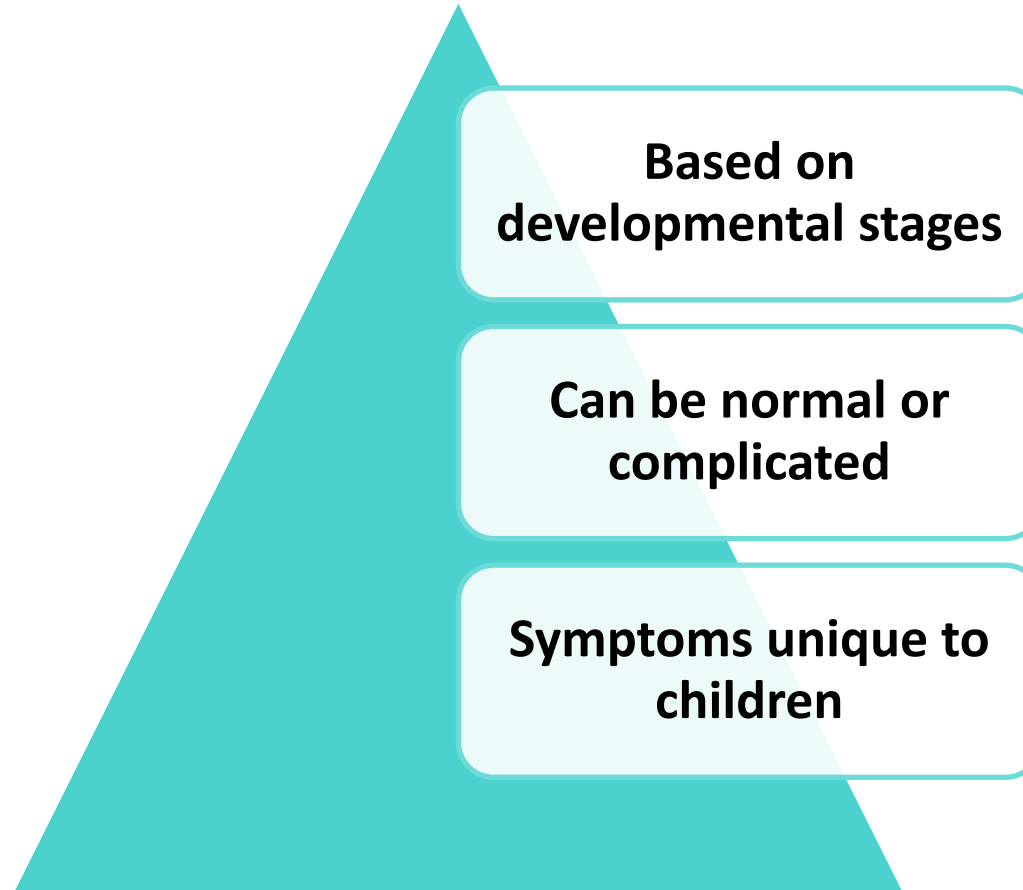 Based on
developmental stages
Can be normal or
complicated
Symptoms unique to
children